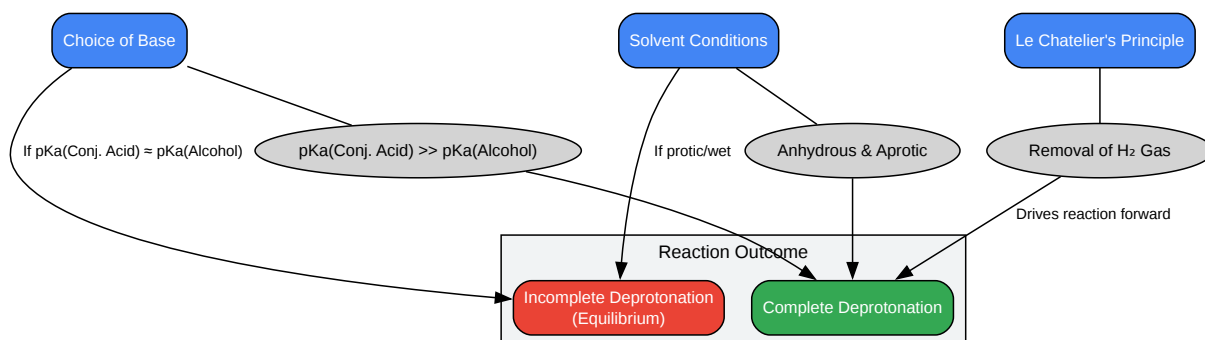 Choice of Base
Solvent Conditions
Le Chatelier's Principle
If pKa(Conj. Acid) ≈ pKa(Alcohol)
pKa(Conj. Acid) >> pKa(Alcohol)
If protic/wet
Anhydrous & Aprotic
Removal of H₂ Gas
Drives reaction forward
Reaction Outcome
Incomplete Deprotonation
(Equilibrium)
Complete Deprotonation